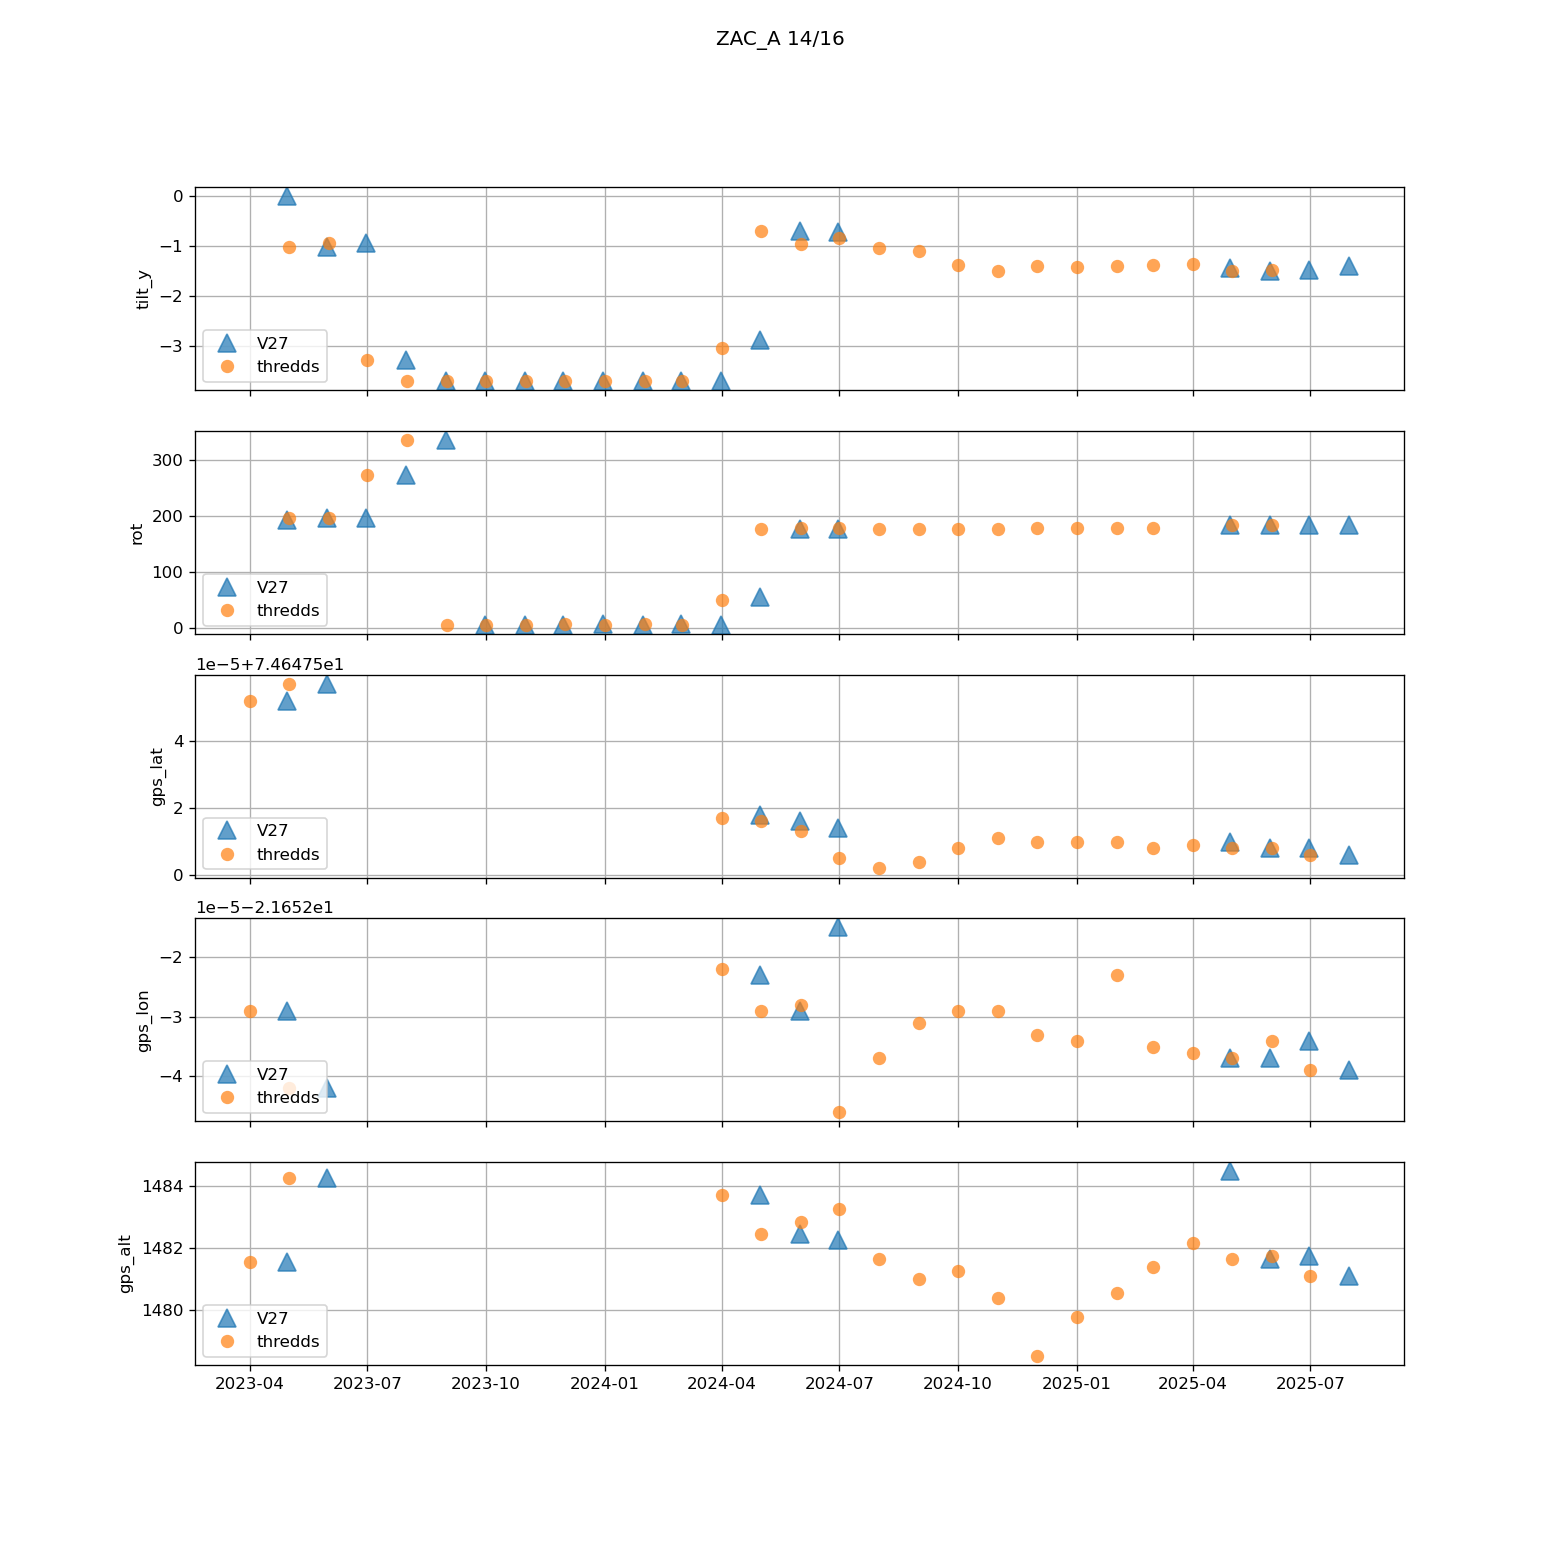 ZAC_A 14/16
0
−1
−2
−3
tilt_y
V27
thredds
300
200
100
0
rot
V27
thredds
1e−5+7.46475e1
4
2
0
gps_lat
V27
thredds
1e−5−2.1652e1
−2
−3
−4
gps_lon
V27
thredds
1484
1482
1480
gps_alt
V27
thredds
2023-04 2023-07 2023-10 2024-01 2024-04 2024-07 2024-10 2025-01 2025-04 2025-07